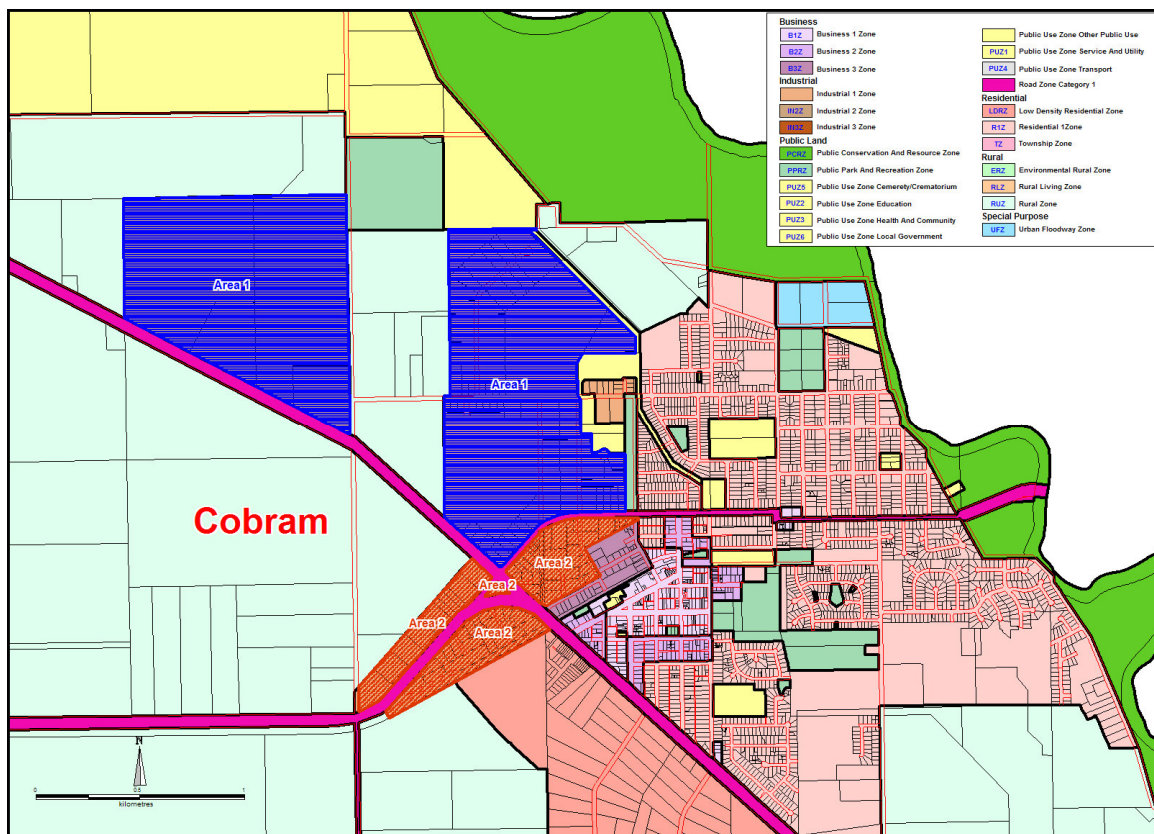 Business
B1Z Business 1 Zone
B2Z Business 2 Zone
B3Z Business 3 Zone
Industrial
Industrial 1 Zone
IN2Z Industrial 2 Zone
IN3Z Industrial 3 Zone
Public Land
PCRZ Public Conservation And Resource Zone
PPRZ Public Park And Recreation Zone
PUZ5 Public Use Zone Cemerety/Crematorium
PUZ2 Public Use Zone Education
PUZ3 Public Use Zone Health And Community
PUZ6 Public Use Zone Local Government
Public Use Zone Other Public Use
PUZ1 Public Use Zone Service And Utility
PUZ4 Public Use Zone Transport
Road Zone Category 1
Residential
LDRZ Low Density Residential Zone
R1Z Residential 1Zone
TZ Township Zone
Rural
ERZ Environmental Rural Zone
RLZ Rural Living Zone
RUZ Rural Zone
Special Purpose
UFZ Urban Floodway Zone
Area 1
Area 1
Cobram
Area 2
Area 2
Area 2
Area 2
N
0 0.5 1
kilometres